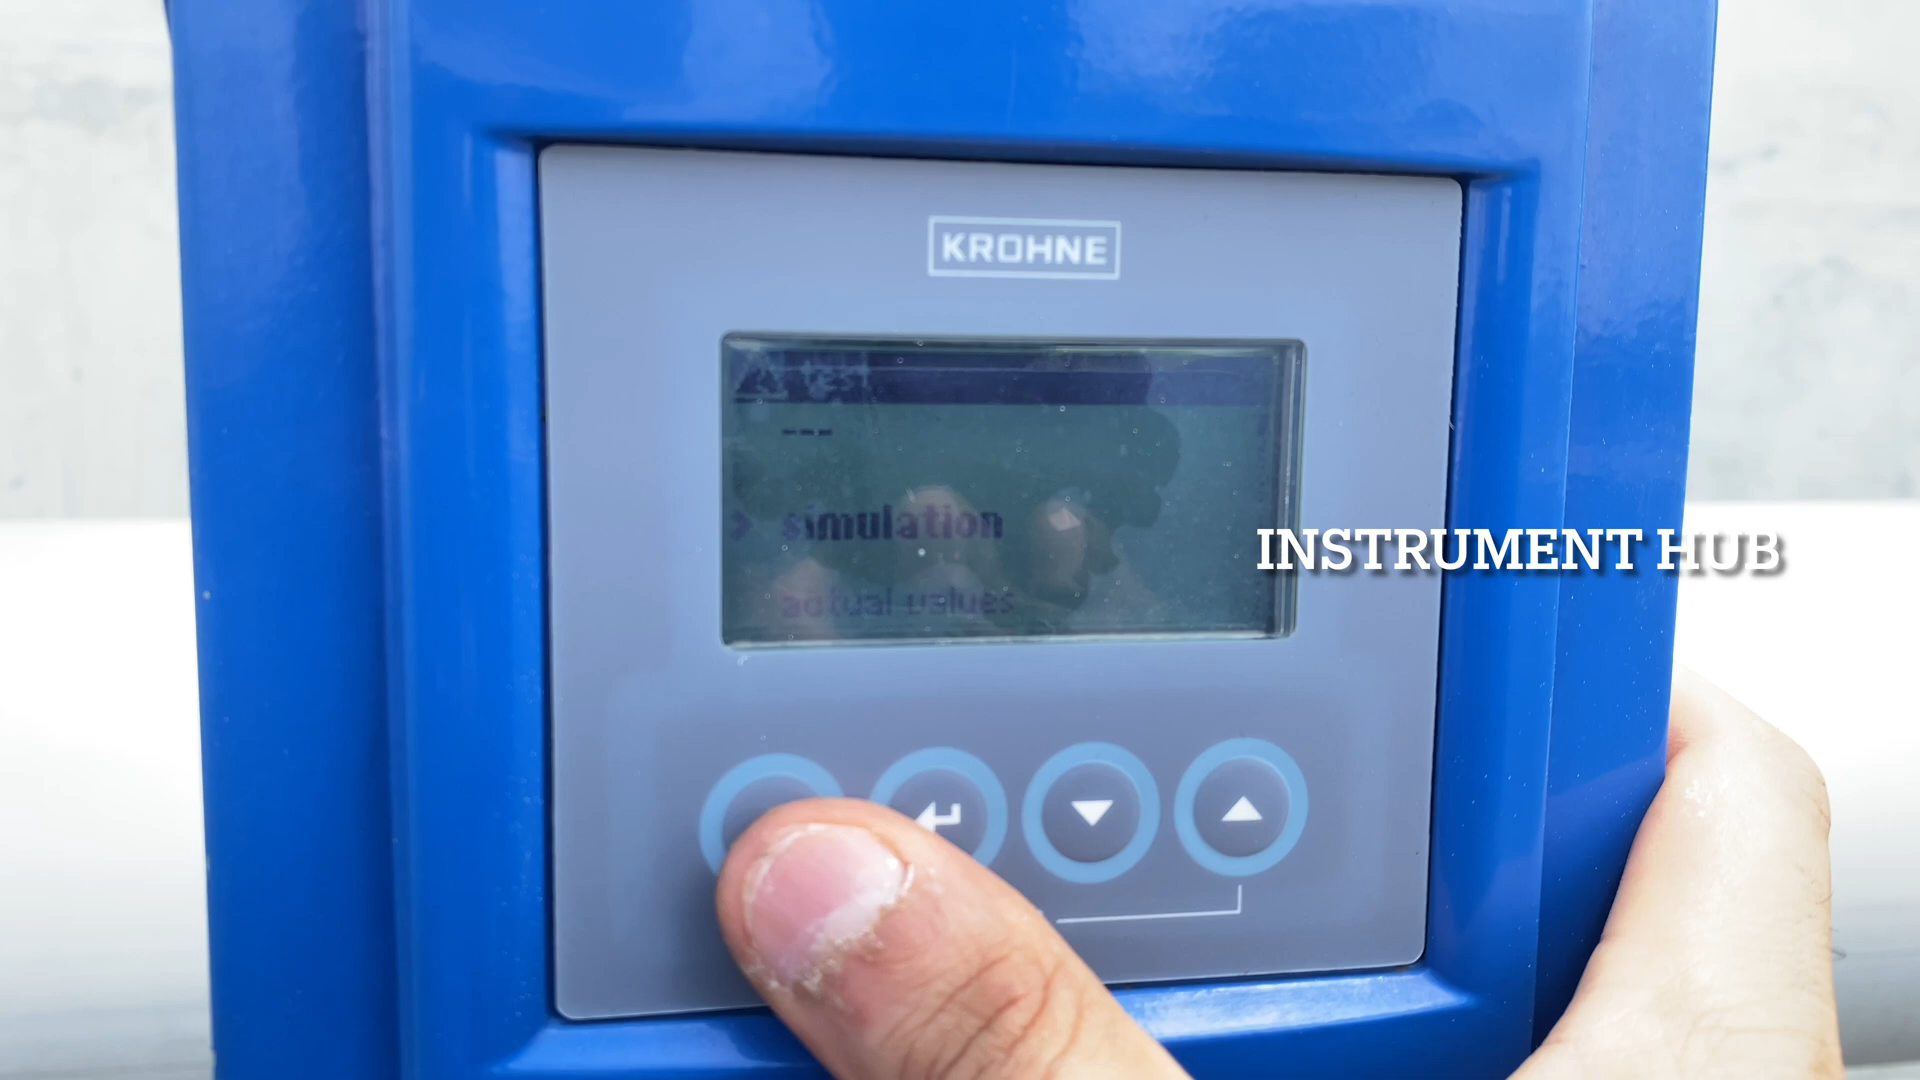 KROHNE
test
---
> simulation
actual values
INSTRUMENT HUB